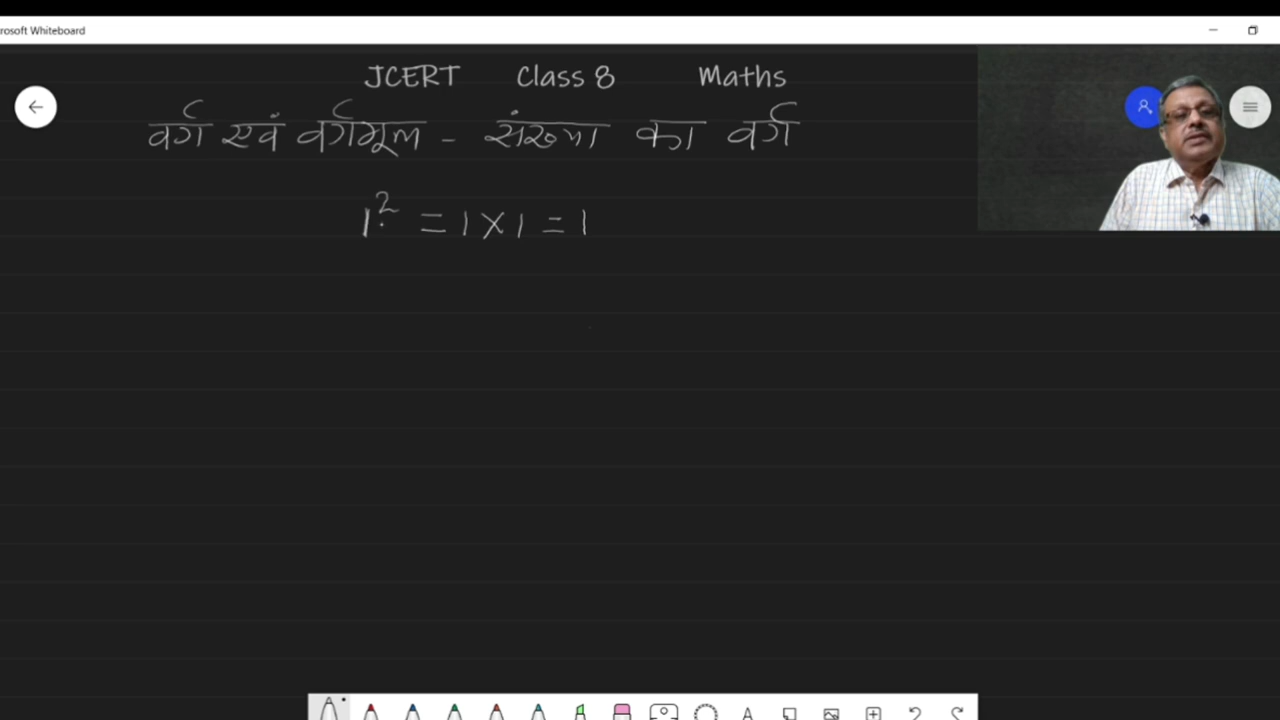 rosoft Whiteboard
JCERT Class 8 Maths
वर्ग एवं वर्गमूल - संख्या का वर्ग
1² = 1 × 1 = 1